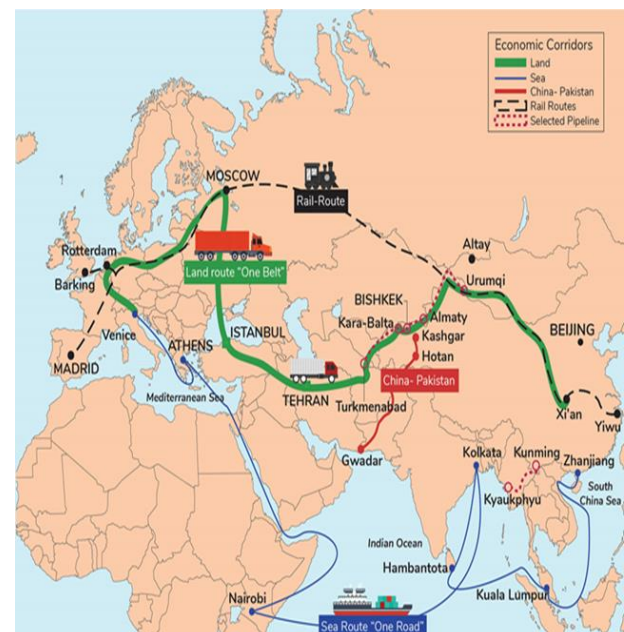 Economic Corridors
Land
Sea
China- Pakistan
Rail Routes
Selected Pipeline
MOSCOW
Rail-Route
Altay
Rotterdam
Land route "One Belt"
Urumqi
Barking
BISHKEK
Almaty
Kara-Balta
Venice
ATHENS
ISTANBUL
Kashgar
BEIJING
Hotan
MADRID
China- Pakistan
Mediterranean Sea
TEHRAN
Turkmenabad
Xi'an
Yiwu
Gwadar
Kolkata
Kunming
Zhanjiang
Kyaukphyu
South
China Sea
Indian Ocean
Hambantota
Kuala Lumpur
Nairobi
Sea Route "One Road"